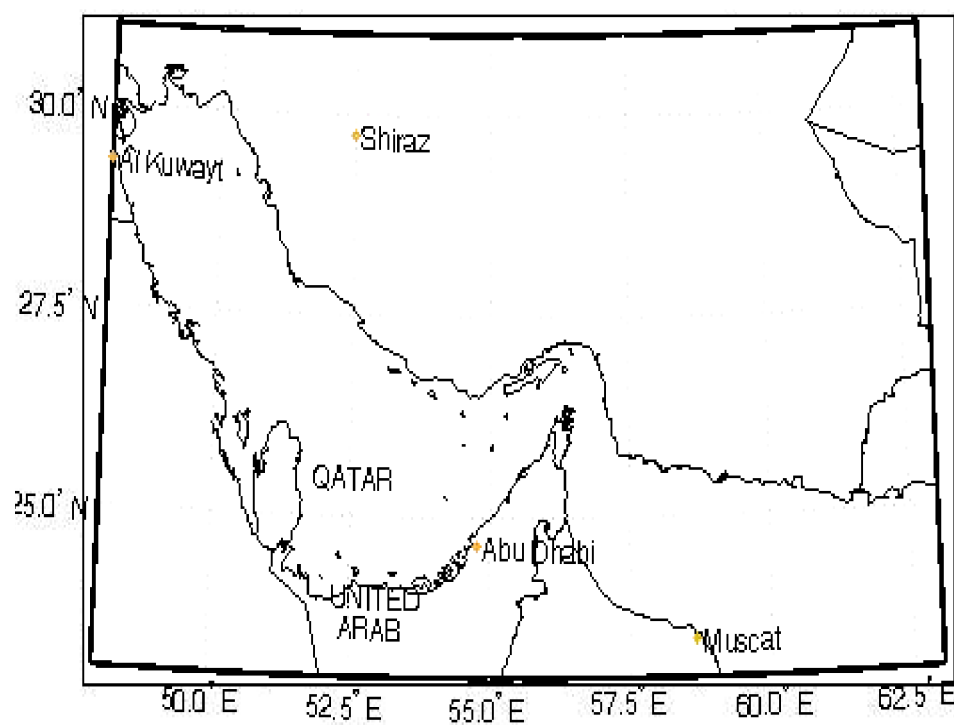 30.0° N
Shiraz
Al Kuwayt
27.5° N
QATAR
25.0° N
Abu Dhabi
UNITED
ARAB
Muscat
50.0° E
52.5° E
55.0° E
57.5° E
60.0° E
62.5° E